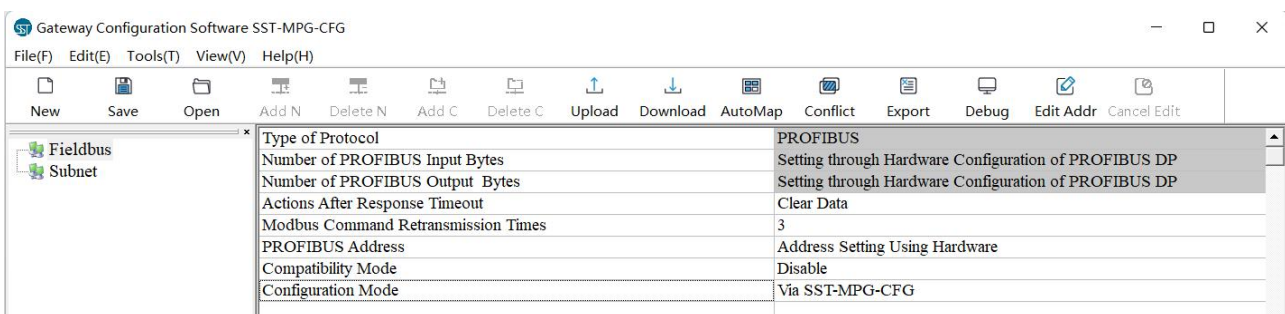 SST Gateway Configuration Software SST-MPG-CFG
File(F) Edit(E) Tools(T) View(V) Help(H)
New Save Open Add N Delete N Add C Delete C Upload Download AutoMap Conflict Export Debug Edit Addr Cancel Edit
Fieldbus
Subnet
Type of Protocol PROFIBUS
Number of PROFIBUS Input Bytes Setting through Hardware Configuration of PROFIBUS DP
Number of PROFIBUS Output Bytes Setting through Hardware Configuration of PROFIBUS DP
Actions After Response Timeout Clear Data
Modbus Command Retransmission Times 3
PROFIBUS Address Address Setting Using Hardware
Compatibility Mode Disable
Configuration Mode Via SST-MPG-CFG